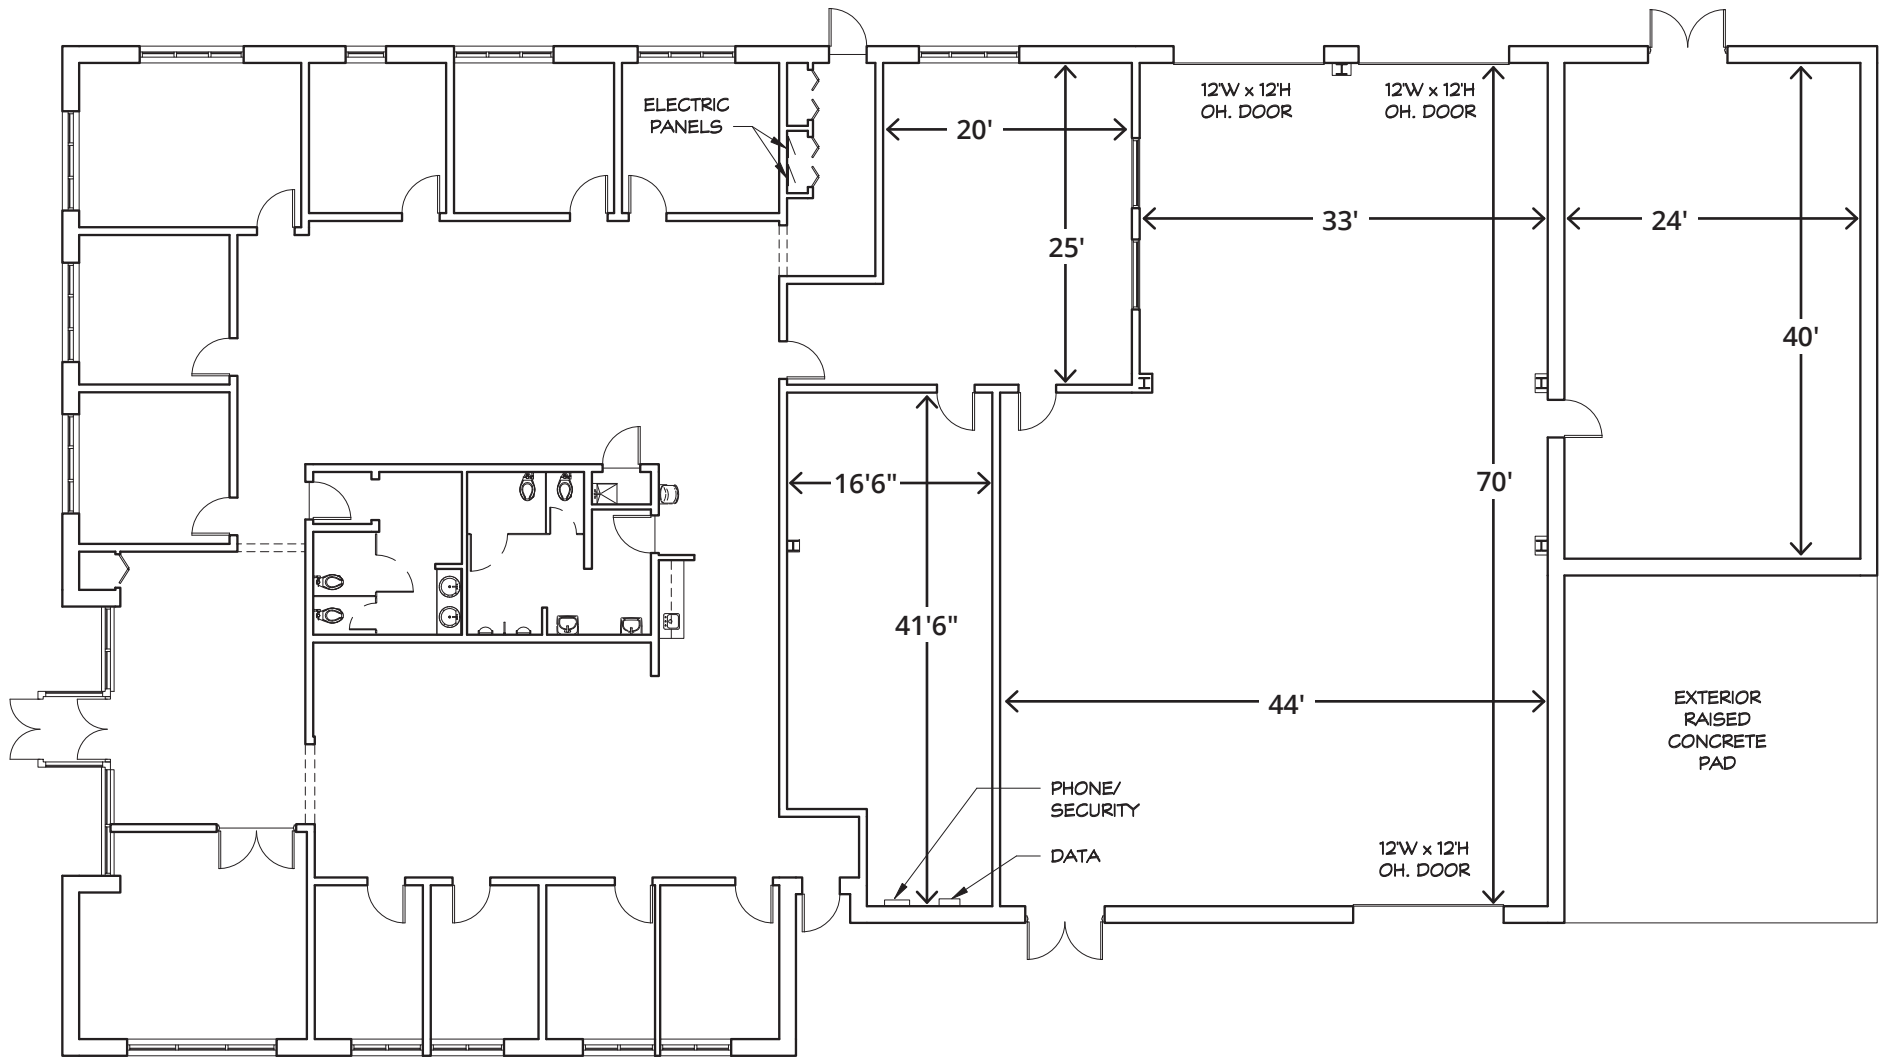 ELECTRIC
PANELS
20'
25'
12'W x 12'H
OH. DOOR
12'W x 12'H
OH. DOOR
33'
24'
40'
16'6"
41'6"
70'
44'
PHONE/
SECURITY
DATA
12'W x 12'H
OH. DOOR
EXTERIOR
RAISED
CONCRETE
PAD